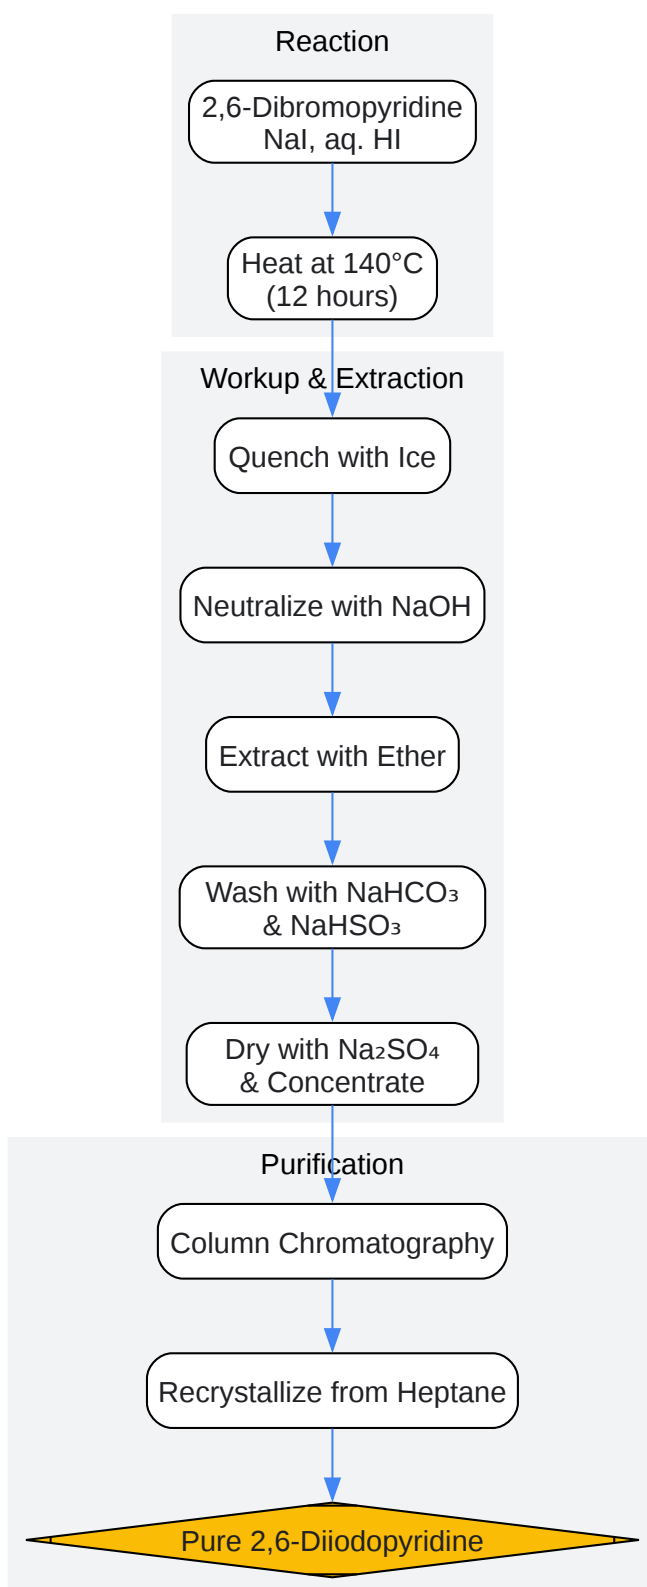 Reaction
2,6-Dibromopyridine
NaI, aq. HI
Heat at 140°C
(12 hours)
Workup & Extraction
Quench with Ice
Neutralize with NaOH
Extract with Ether
Wash with NaHCO₃
& NaHSO₃
Dry with Na₂SO₄
& Concentrate
Purification
Column Chromatography
Recrystallize from Heptane
Pure 2,6-Diiodopyridine